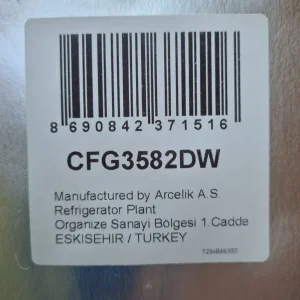 8 690842 371516
CFG3582DW
Manufactured by Arcelik A.S.
Refrigerator Plant
Organize Sanayi Bölgesi 1.Cadde
ESKISEHIR / TURKEY